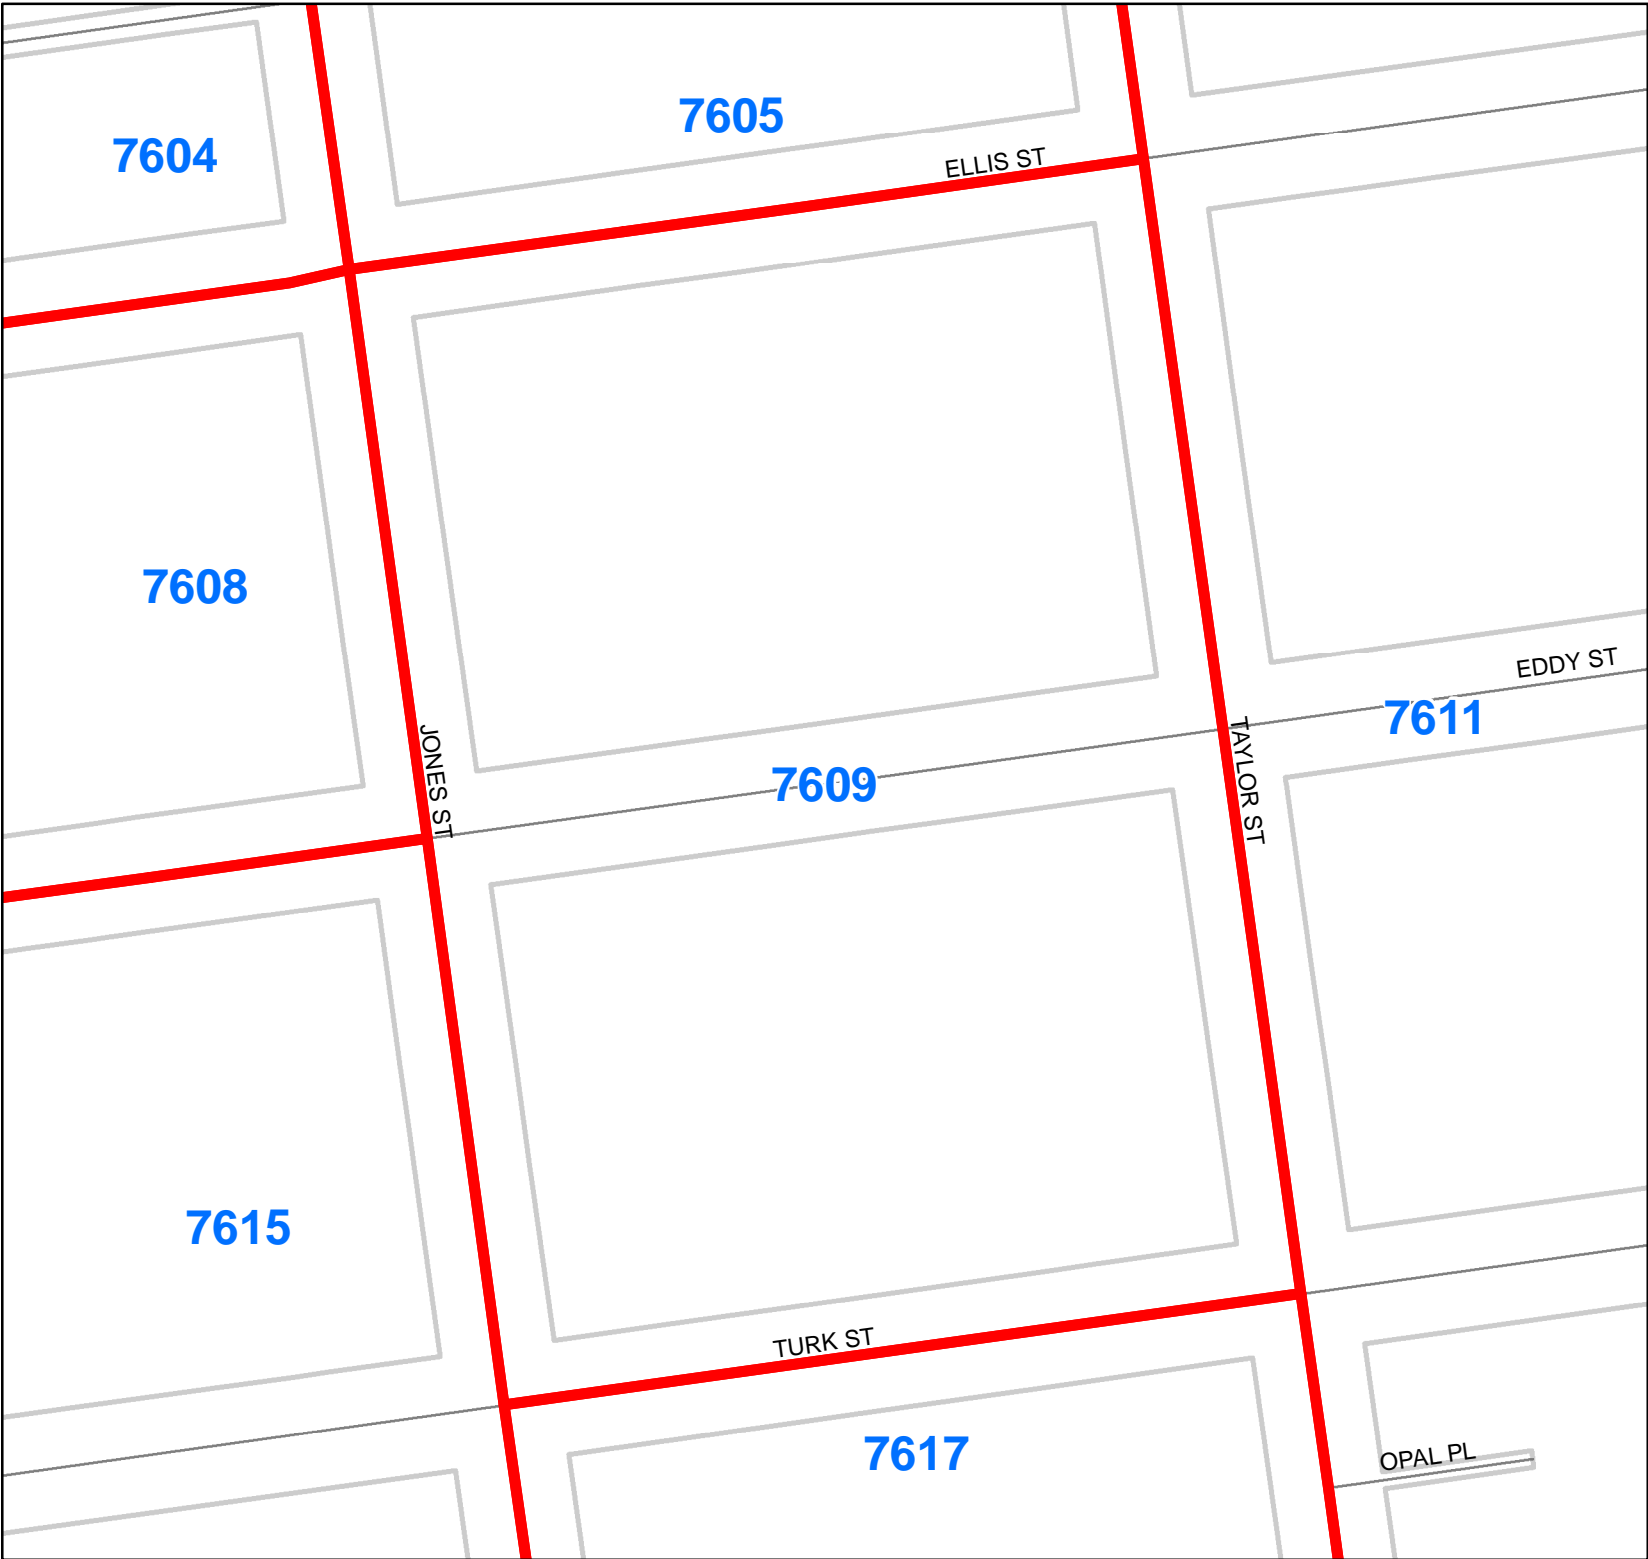 7605
7604
ELLIS ST
7608
EDDY ST
7611
JONES ST
TAYLOR ST
7609
7615
TURK ST
7617
OPAL PL